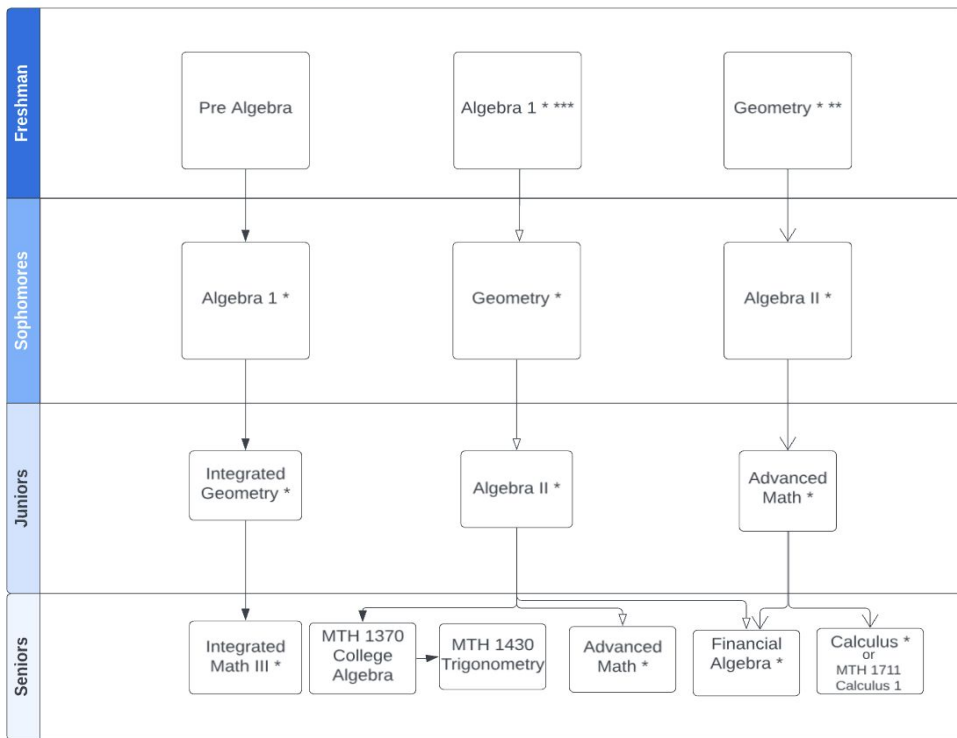 Freshman
Pre Algebra
Algebra 1 * ***
Geometry * **
Sophomores
Algebra 1 *
Geometry *
Algebra II *
Juniors
Integrated
Geometry *
Algebra II *
Advanced
Math *
Seniors
Integrated
Math III *
MTH 1370
College
Algebra
MTH 1430
Trigonometry
Advanced
Math *
Financial
Algebra *
Calculus *
or
MTH 1711
Calculus 1